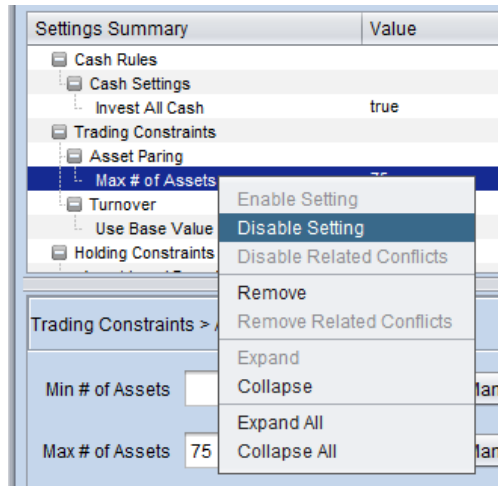 Settings Summary Value
Cash Rules
Cash Settings
Invest All Cash true
Trading Constraints
Asset Paring
Max # of Assets 75
Turnover
Use Base Value
Holding Constraints
Enable Setting
Disable Setting
Disable Related Conflicts
Remove
Remove Related Conflicts
Expand
Collapse
Expand All
Collapse All
Trading Constraints >
Min # of Assets
Max # of Assets 75